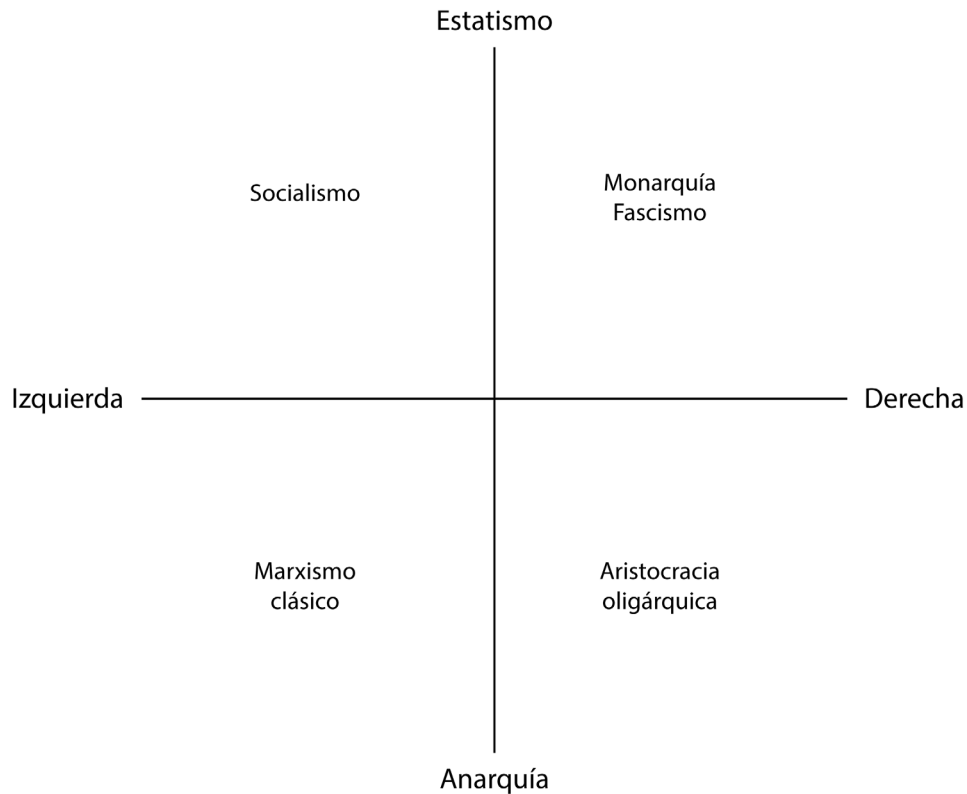 Estatismo
Socialismo
Monarquía
Fascismo
Izquierda
Derecha
Marxismo
clásico
Aristocracia
oligárquica
Anarquía